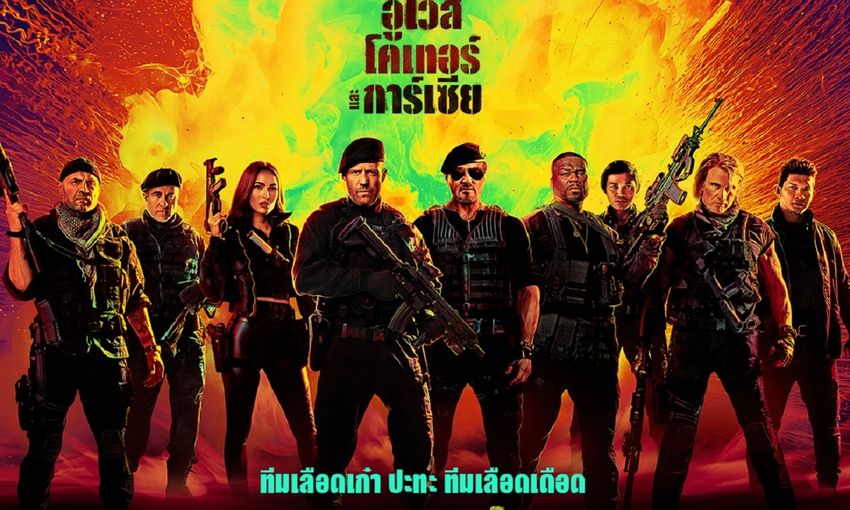 อูเวส
โคเทอร์
และ การ์เซีย
ทีมเลือดเก๋า ปะทะ ทีมเลือดเดือด